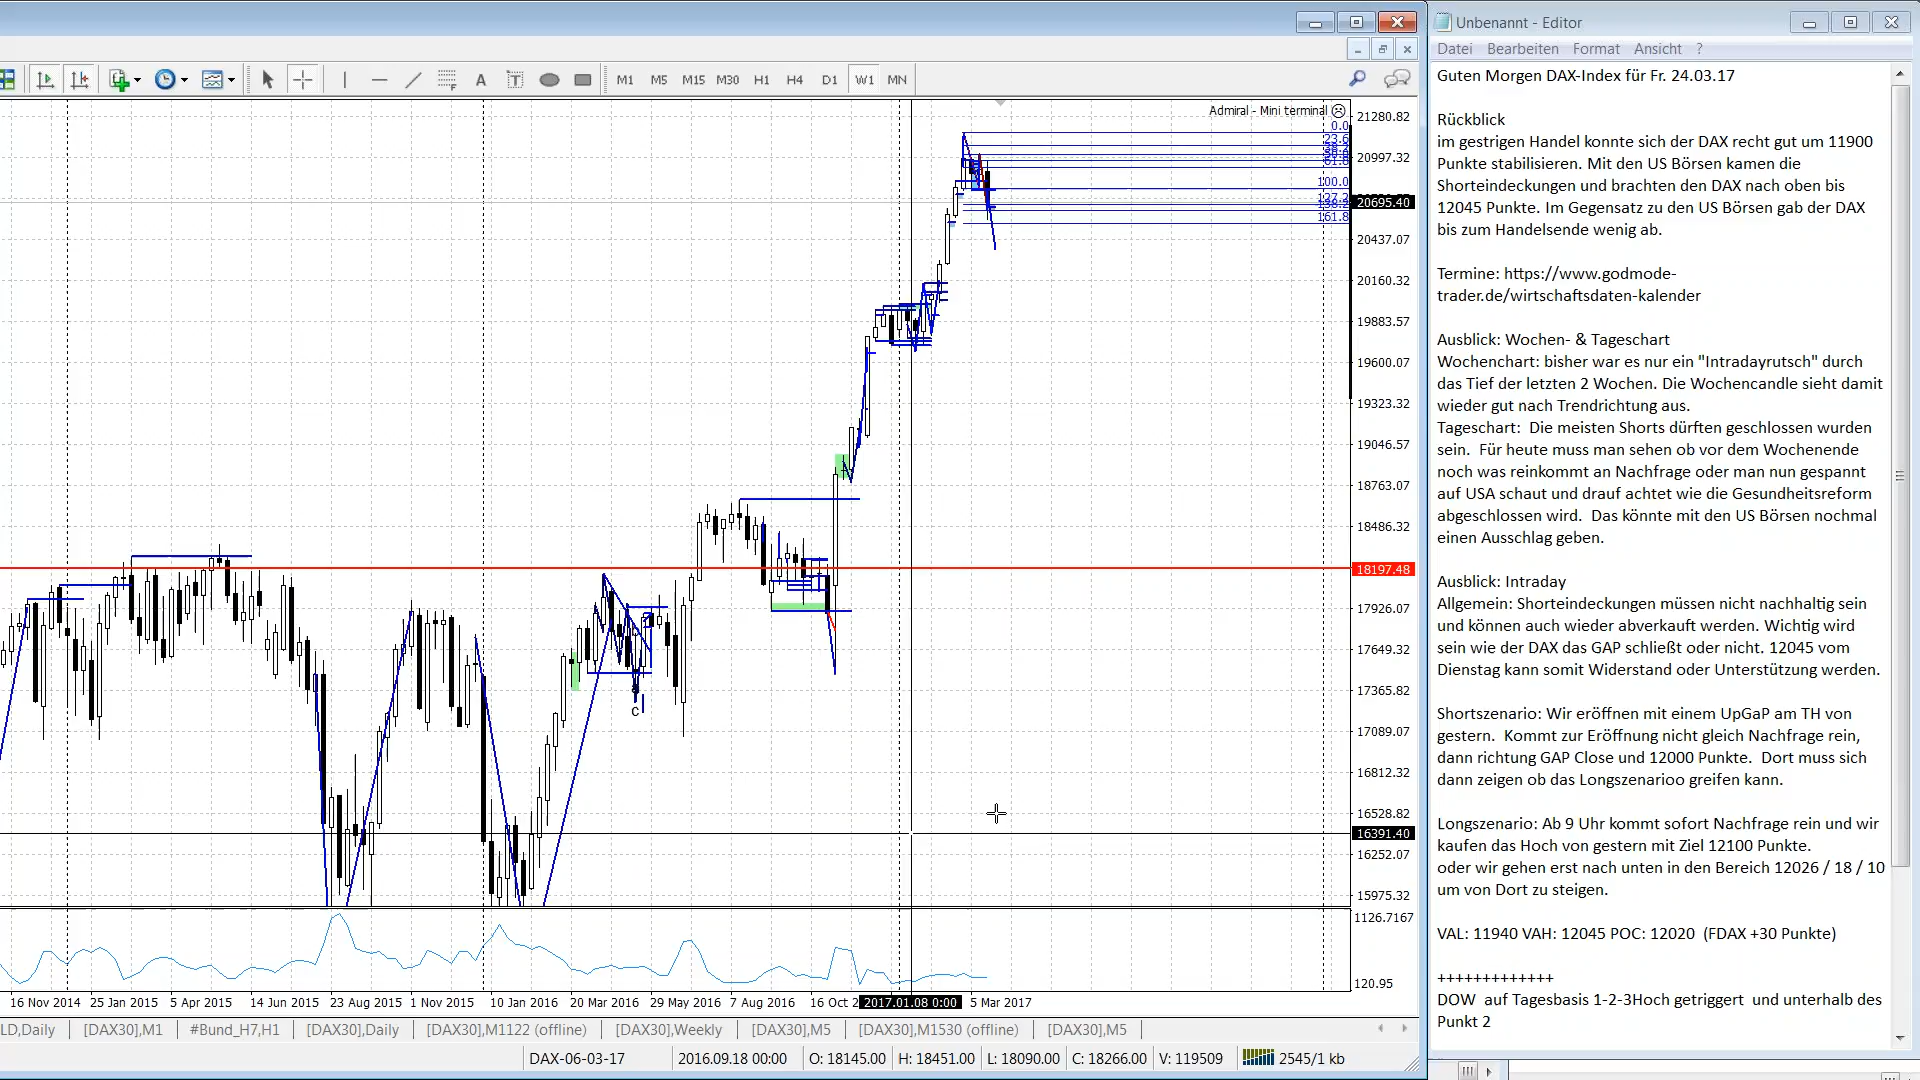 Unbenannt - Editor
Datei Bearbeiten Format Ansicht ?
A T M1 M5 M15 M30 H1 H4 D1 W1 MN
Guten Morgen DAX-Index für Fr. 24.03.17
Rückblick
im gestrigen Handel konnte sich der DAX recht gut um 11900
Punkte stabilisieren. Mit den US Börsen kamen die
Shorteindeckungen und brachten den DAX nach oben bis
12045 Punkte. Im Gegensatz zu den US Börsen gab der DAX
bis zum Handelsende wenig ab.
Termine: https://www.godmode-
trader.de/wirtschaftsdaten-kalender
Ausblick: Wochen- & Tageschart
Wochenchart: bisher war es nur ein "Intradayrutsch" durch
das Tief der letzten 2 Wochen. Die Wochencandle sieht damit
wieder gut nach Trendrichtung aus.
Tageschart:  Die meisten Shorts dürften geschlossen wurden
sein.  Für heute muss man sehen ob vor dem Wochenende
noch was reinkommt an Nachfrage oder man nun gespannt
auf USA schaut und drauf achtet wie die Gesundheitsreform
abgeschlossen wird.  Das könnte mit den US Börsen nochmal
einen Ausschlag geben.
Ausblick: Intraday
Allgemein: Shorteindeckungen müssen nicht nachhaltig sein
und können auch wieder abverkauft werden. Wichtig wird
sein wie der DAX das GAP schließt oder nicht. 12045 vom
Dienstag kann somit Widerstand oder Unterstützung werden.
Shortszenario: Wir eröffnen mit einem UpGaP am TH von
gestern.  Kommt zur Eröffnung nicht gleich Nachfrage rein,
dann richtung GAP Close und 12000 Punkte.  Dort muss sich
dann zeigen ob das Longszenarioo greifen kann.
Longszenario: Ab 9 Uhr kommt sofort Nachfrage rein und wir
kaufen das Hoch von gestern mit Ziel 12100 Punkte.
oder wir gehen erst nach unten in den Bereich 12026 / 18 / 10
um von Dort zu steigen.
VAL: 11940 VAH: 12045 POC: 12020  (FDAX +30 Punkte)
+++++++++++++
DOW  auf Tagesbasis 1-2-3Hoch getriggert  und unterhalb des
Punkt 2
Admiral - Mini terminal
0.0
23.6
100.0
161.8
21280.82
20997.32
20695.40
20437.07
20160.32
19883.57
19600.07
19323.32
19046.57
18763.07
18486.32
18197.48
17926.07
17649.32
17365.82
17089.07
16812.32
16528.82
16391.40
16252.07
15975.32
1126.7167
120.95
C
16 Nov 2014 25 Jan 2015 5 Apr 2015 14 Jun 2015 23 Aug 2015 1 Nov 2015 10 Jan 2016 20 Mar 2016 29 May 2016 7 Aug 2016 16 Oct 2 2017.01.08 0:00 5 Mar 2017
LD,Daily [DAX30],M1 #Bund_H7,H1 [DAX30],Daily [DAX30],M1122 (offline) [DAX30],Weekly [DAX30],M5 [DAX30],M1530 (offline) [DAX30],M5
DAX-06-03-17 2016.09.18 00:00 O: 18145.00 H: 18451.00 L: 18090.00 C: 18266.00 V: 119509 2545/1 kb